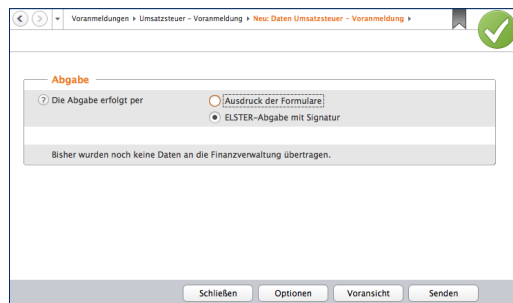 Voranmeldungen ▸ Umsatzsteuer – Voranmeldung ▸ Neu: Daten Umsatzsteuer – Voranmeldung ▸
Abgabe
? Die Abgabe erfolgt per
Ausdruck der Formulare
ELSTER-Abgabe mit Signatur
Bisher wurden noch keine Daten an die Finanzverwaltung übertragen.
Schließen Optionen Voransicht Senden